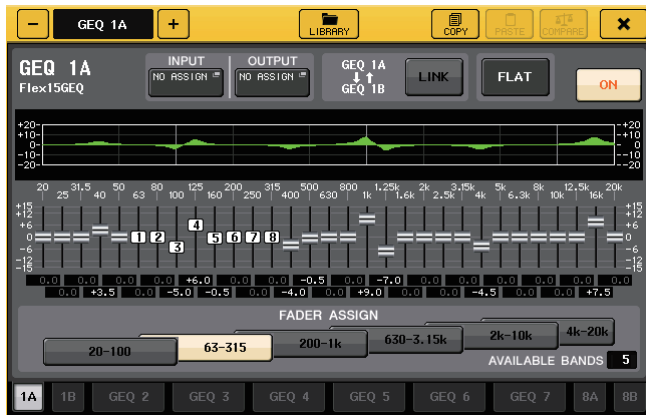 − GEQ 1A + LIBRARY COPY PASTE COMPARE ×
GEQ 1A
Flex15GEQ
INPUT
NO ASSIGN
OUTPUT
NO ASSIGN
GEQ 1A
↓↑
GEQ 1B
LINK
FLAT
ON
+20 +20
+10 +10
0 0
-10 -10
-20 -20
20 31.5 50 80 125 200 315 500 800 1.25k 2k 3.15k 5k 8k 12.5k 20k
25 40 63 100 160 250 400 630 1k 1.6k 2.5k 4k 6.3k 10k 16k
+15 +15
+12 +12
+6 +6
0 0
-6 -6
-12 -12
-15 -15
1 2 3 4 5 6 7 8
0.0 0.0 0.0 0.0 +6.0 0.0 0.0 -0.5 0.0 -7.0 0.0 0.0 0.0 0.0 0.0 0.0
0.0 +3.5 0.0 -5.0 -0.5 0.0 -4.0 0.0 +9.0 0.0 0.0 -4.5 0.0 0.0 +7.5
FADER ASSIGN
20-100 63-315 200-1k 630-3.15k 2k-10k 4k-20k
AVAILABLE BANDS 5
1A 1B GEQ 2 GEQ 3 GEQ 4 GEQ 5 GEQ 6 GEQ 7 8A 8B